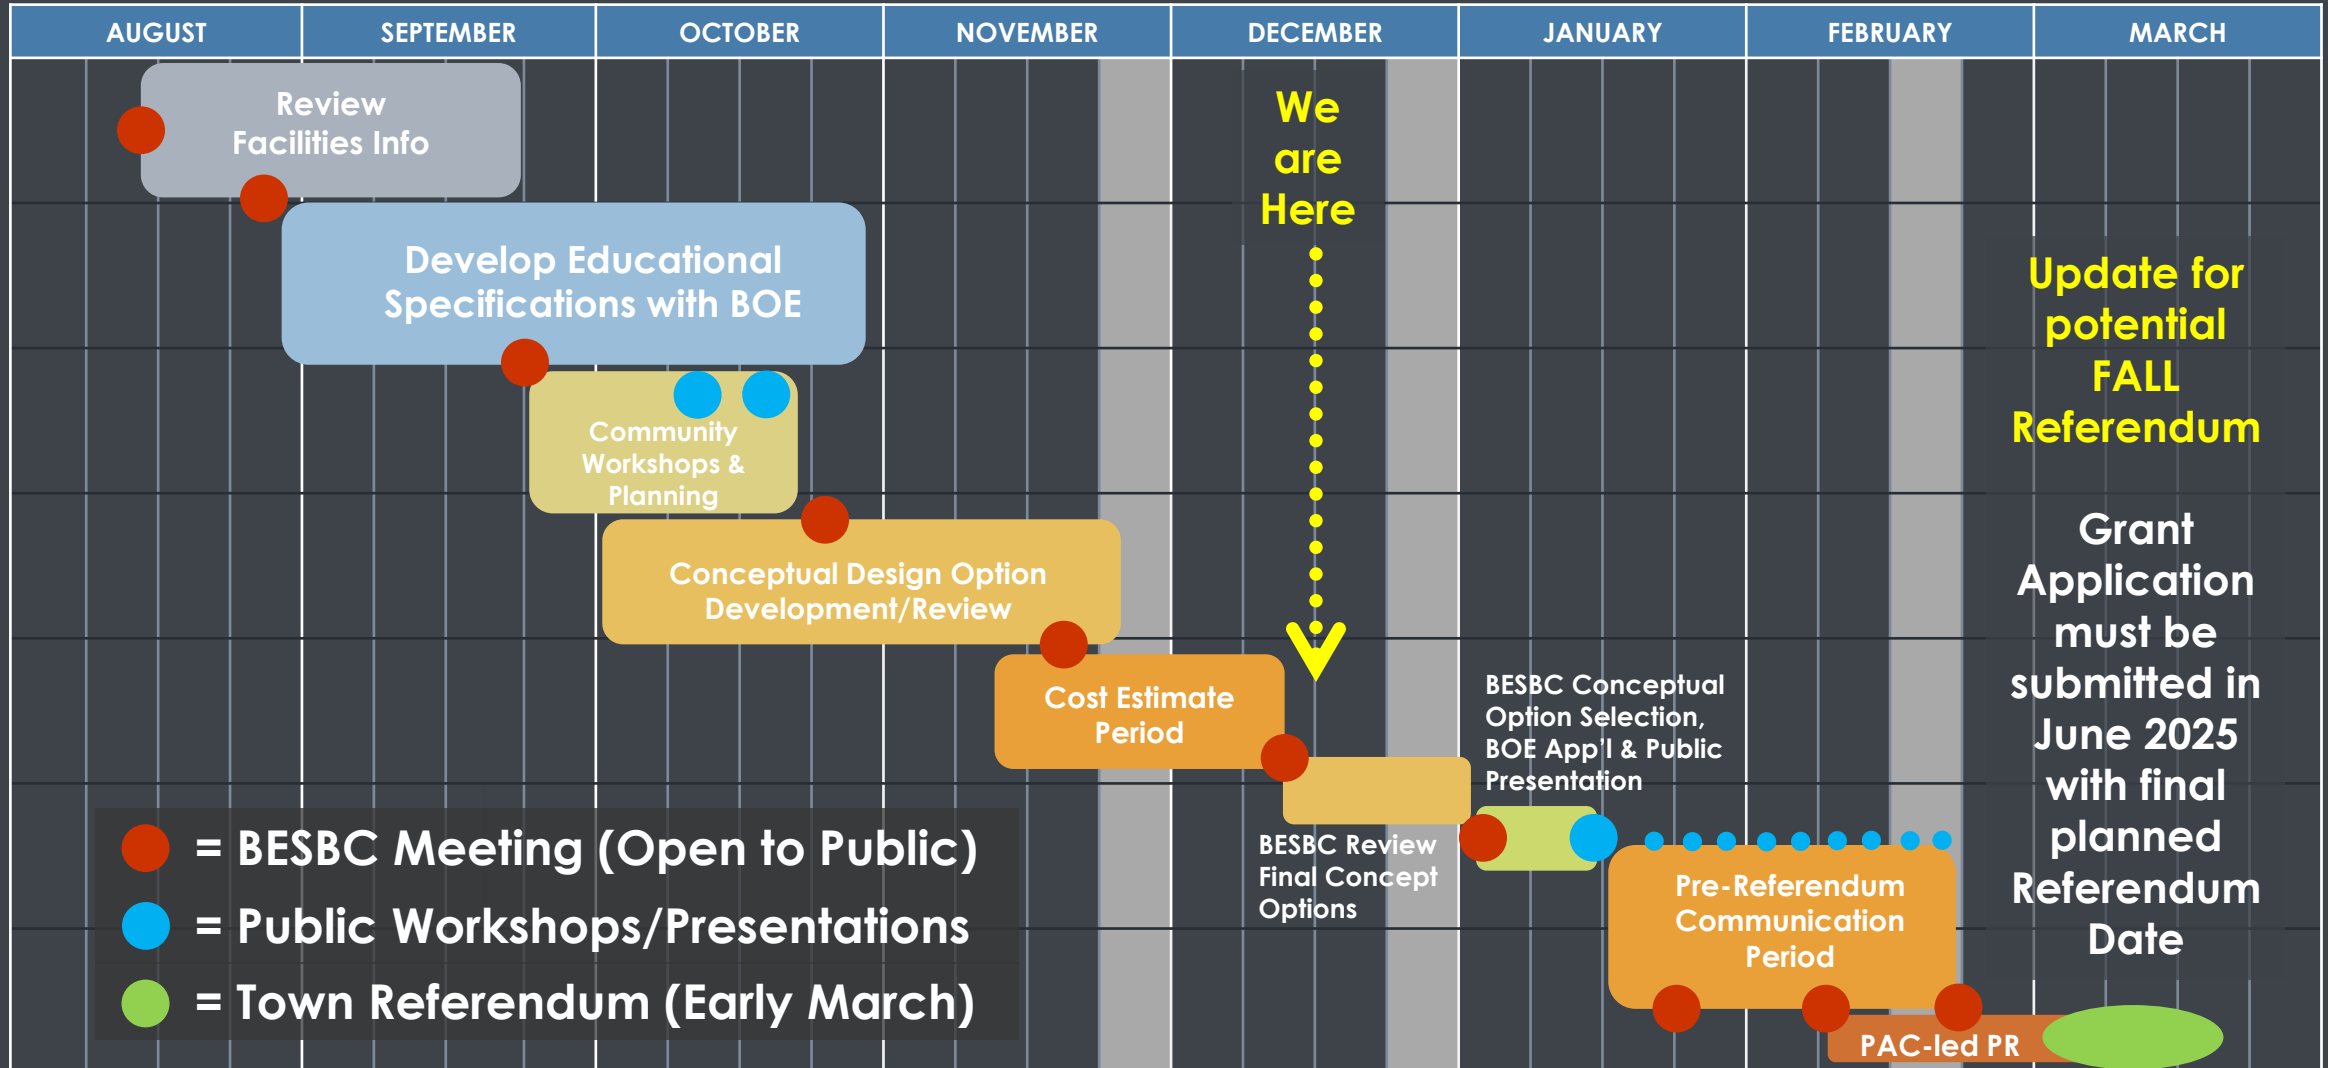 AUGUST
SEPTEMBER
OCTOBER
NOVEMBER
DECEMBER
JANUARY
FEBRUARY
MARCH
Review
Facilities Info
We
are
Here
Develop Educational
Specifications with BOE
Update for
potential
FALL
Referendum
Community
Workshops &
Planning
Conceptual Design Option
Development/Review
Grant
Application
must be
submitted in
June 2025
with final
planned
Referendum
Date
Cost Estimate
Period
BESBC Conceptual
Option Selection,
BOE App'l & Public
Presentation
BESBC Review
Final Concept
Options
Pre-Referendum
Communication
Period
PAC-led PR
= BESBC Meeting (Open to Public)
= Public Workshops/Presentations
= Town Referendum (Early March)